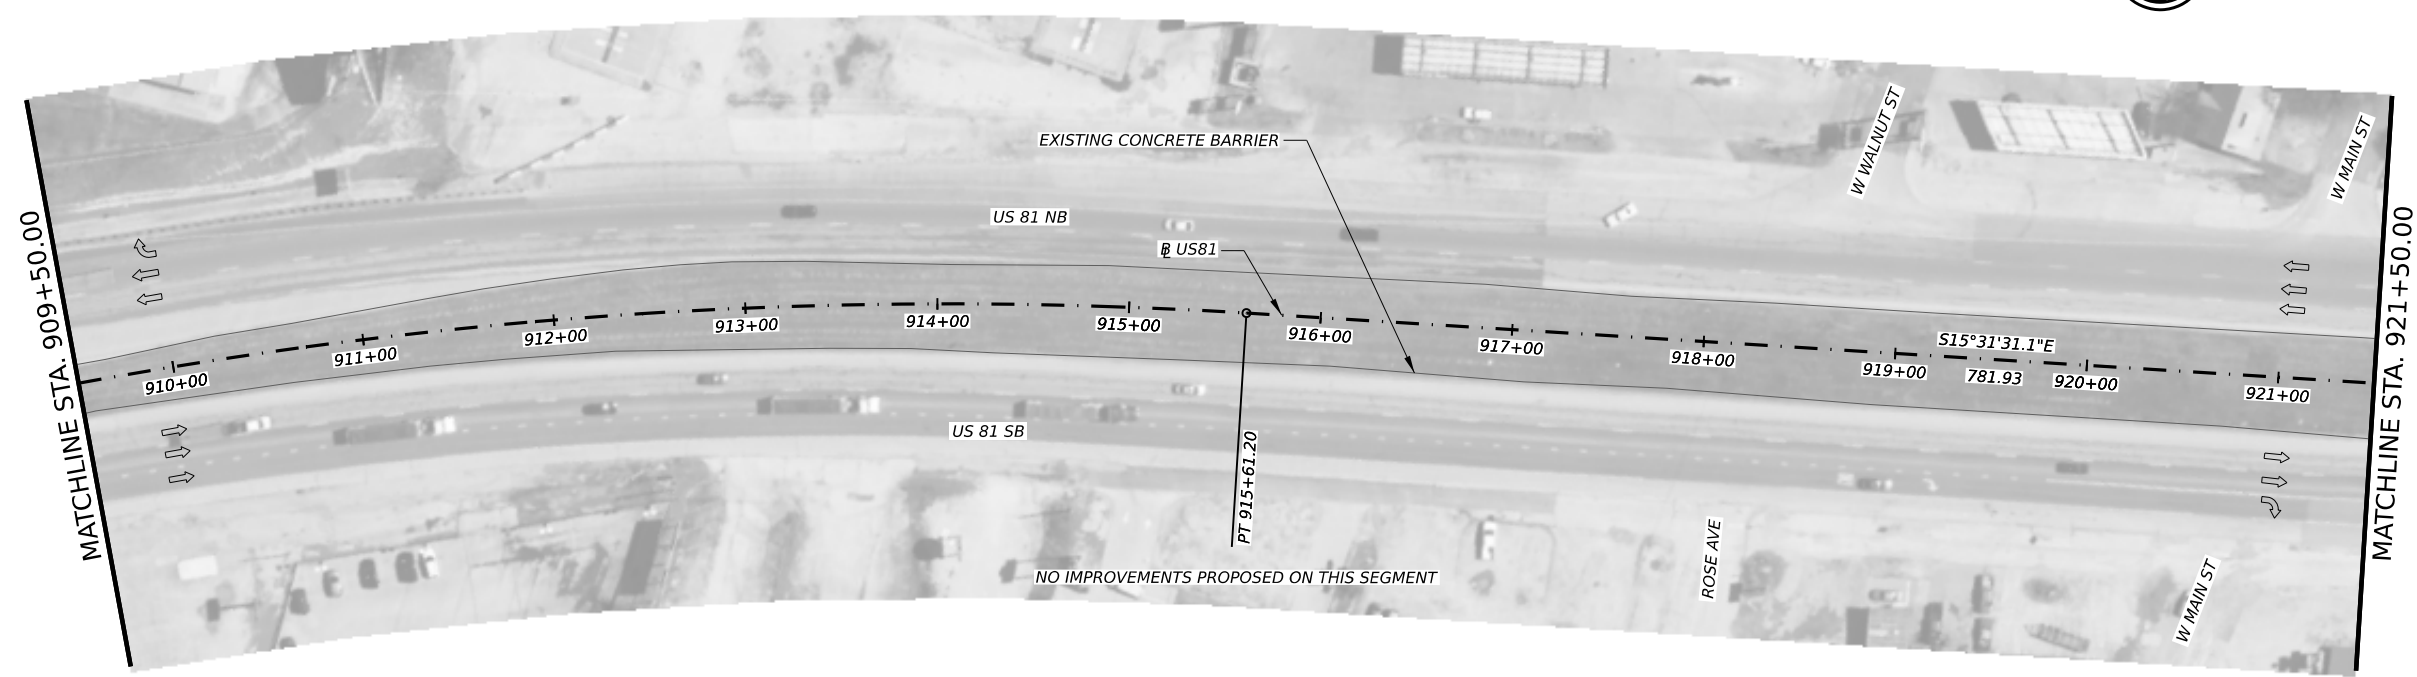 W WALNUT ST
W MAIN ST
EXISTING CONCRETE BARRIER
US 81 NB
BL US81
MATCHLINE STA. 909+50.00
MATCHLINE STA. 921+50.00
910+00
911+00
912+00
913+00
914+00
915+00
916+00
917+00
918+00
919+00
920+00
921+00
S15°31'31.1"E
781.93
US 81 SB
PT 915+61.20
NO IMPROVEMENTS PROPOSED ON THIS SEGMENT
ROSE AVE
W MAIN ST